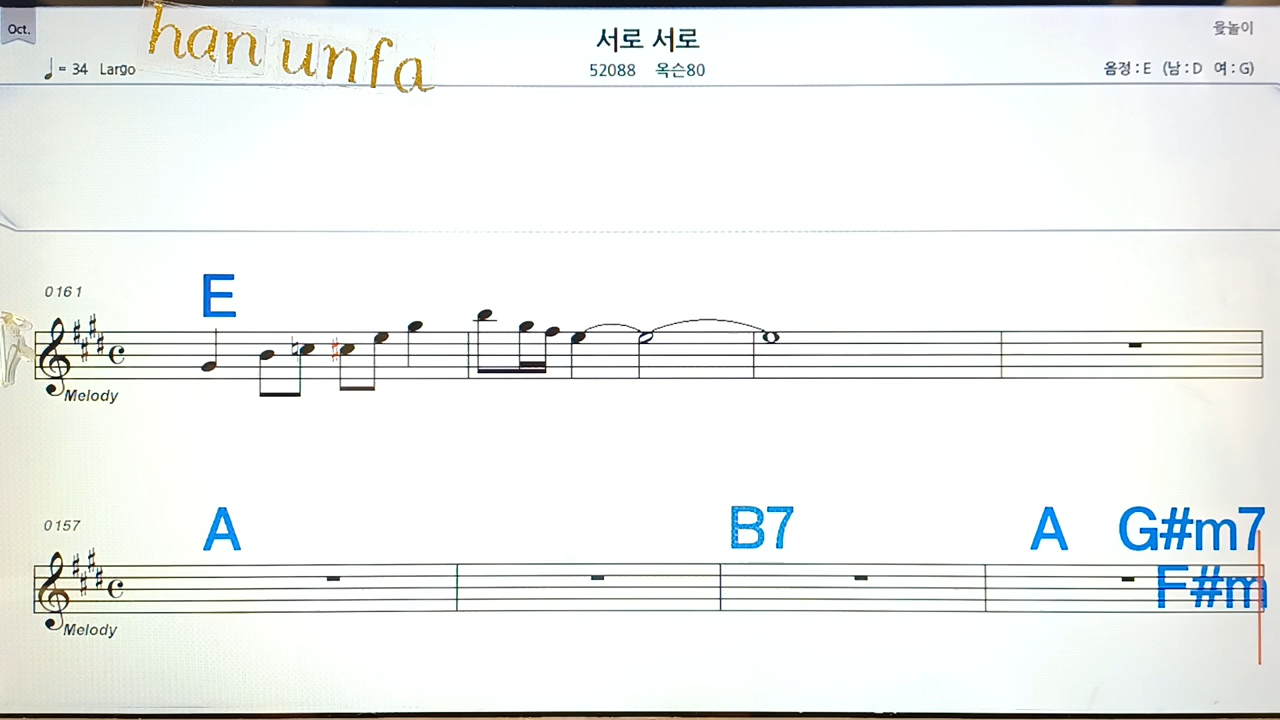 Oct.
han unfa
서로 서로
윷놀이
♩= 34 Largo
52088 옥슨80
음정 : E (남 : D 여 : G)
0161
E
Melody
0157
A B7 A G#m7
F#m
Melody